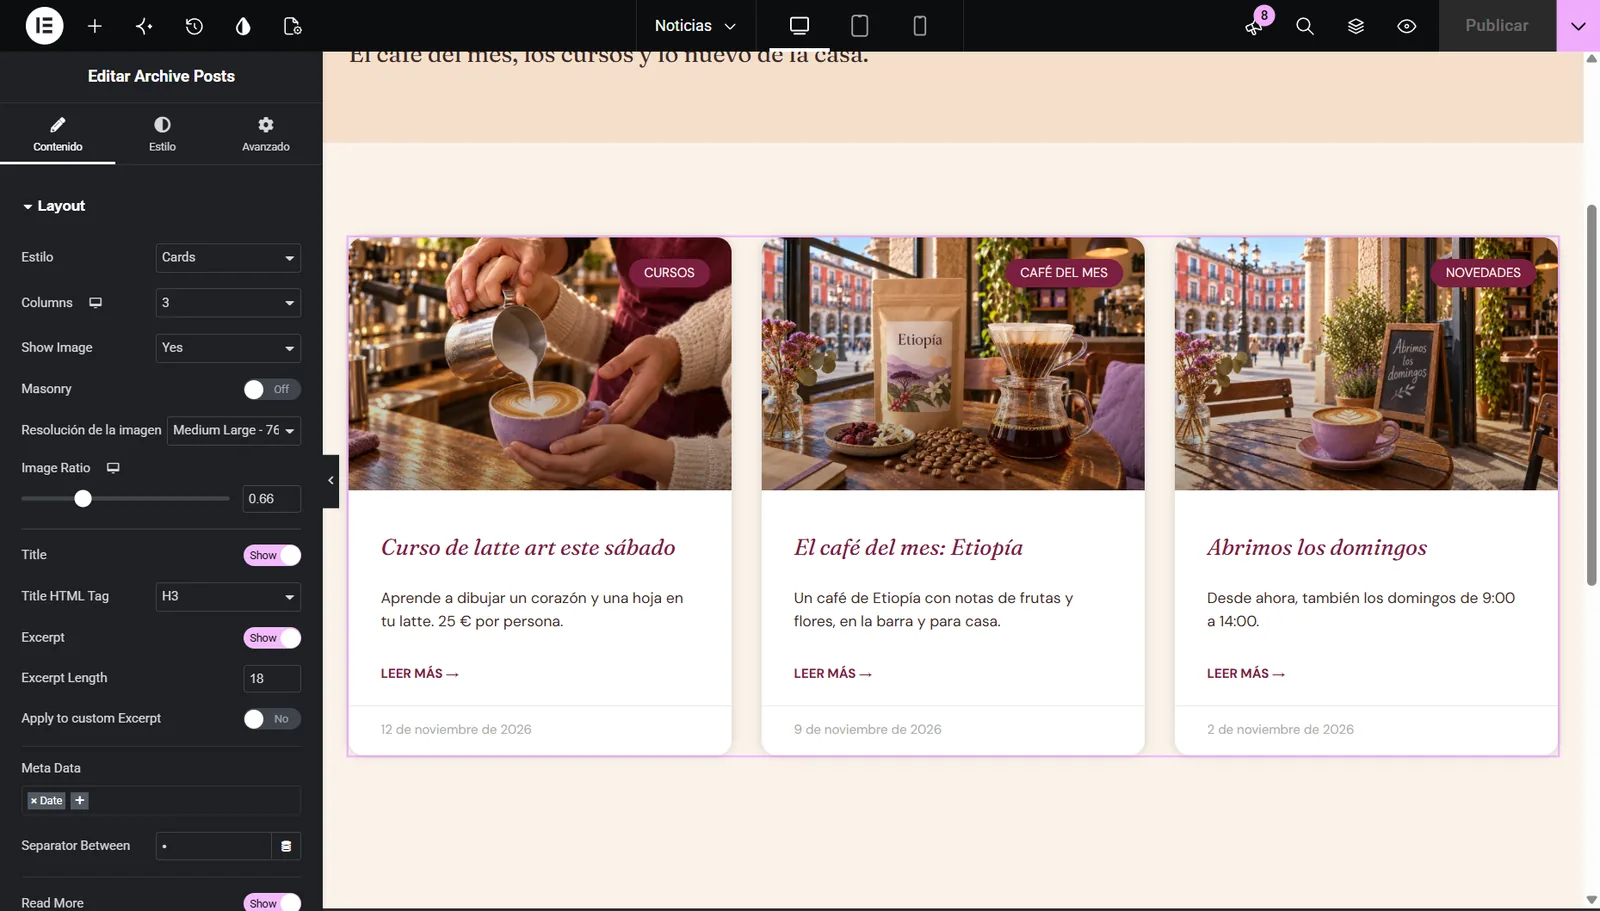 Noticias
8
Publicar
Editar Archive Posts
Contenido
Estilo
Avanzado
Layout
Estilo
Cards
Columns
3
Show Image
Yes
Masonry
Off
Resolución de la imagen
Medium Large - 76
Image Ratio
0.66
Title
Show
Title HTML Tag
H3
Excerpt
Show
Excerpt Length
18
Apply to custom Excerpt
No
Meta Data
× Date +
Separator Between
•
Read More
Show
El café del mes, los cursos y lo nuevo de la casa.
CURSOS
Curso de latte art este sábado
Aprende a dibujar un corazón y una hoja en
tu latte. 25 € por persona.
LEER MÁS →
12 de noviembre de 2026
CAFÉ DEL MES
Etiopía
El café del mes: Etiopía
Un café de Etiopía con notas de frutas y
flores, en la barra y para casa.
LEER MÁS →
9 de noviembre de 2026
NOVEDADES
Abrimos
los
domingos
Abrimos los domingos
Desde ahora, también los domingos de 9:00
a 14:00.
LEER MÁS →
2 de noviembre de 2026